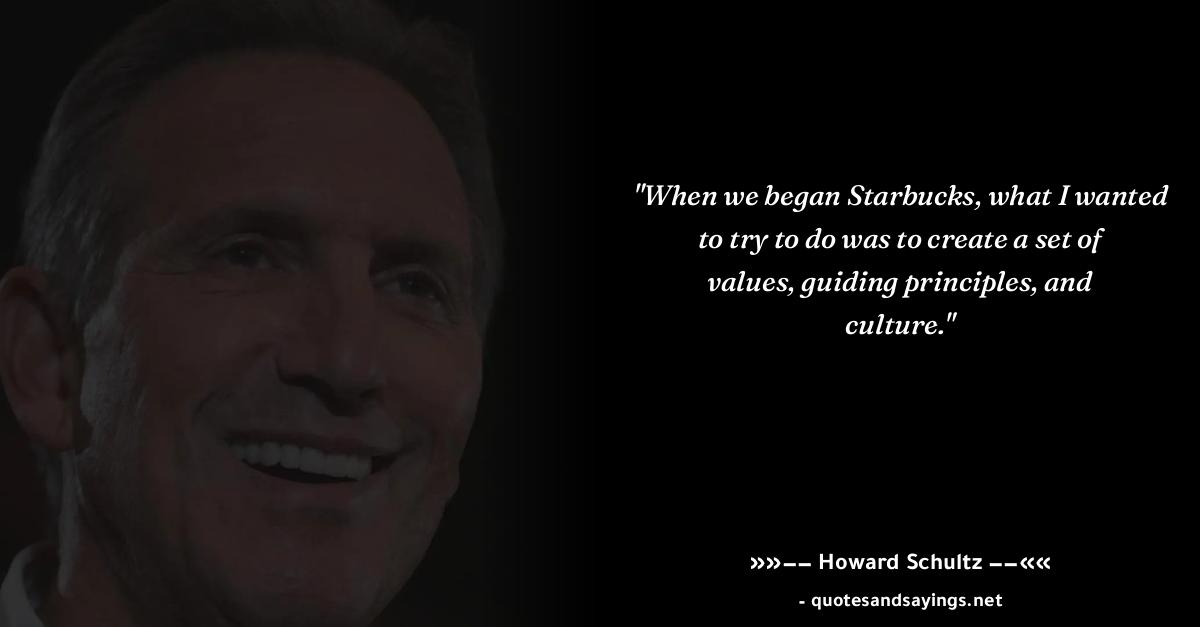 "When we began Starbucks, what I wanted
to try to do was to create a set of
values, guiding principles, and
culture."
»»−− Howard Schultz −−««
- quotesandsayings.net